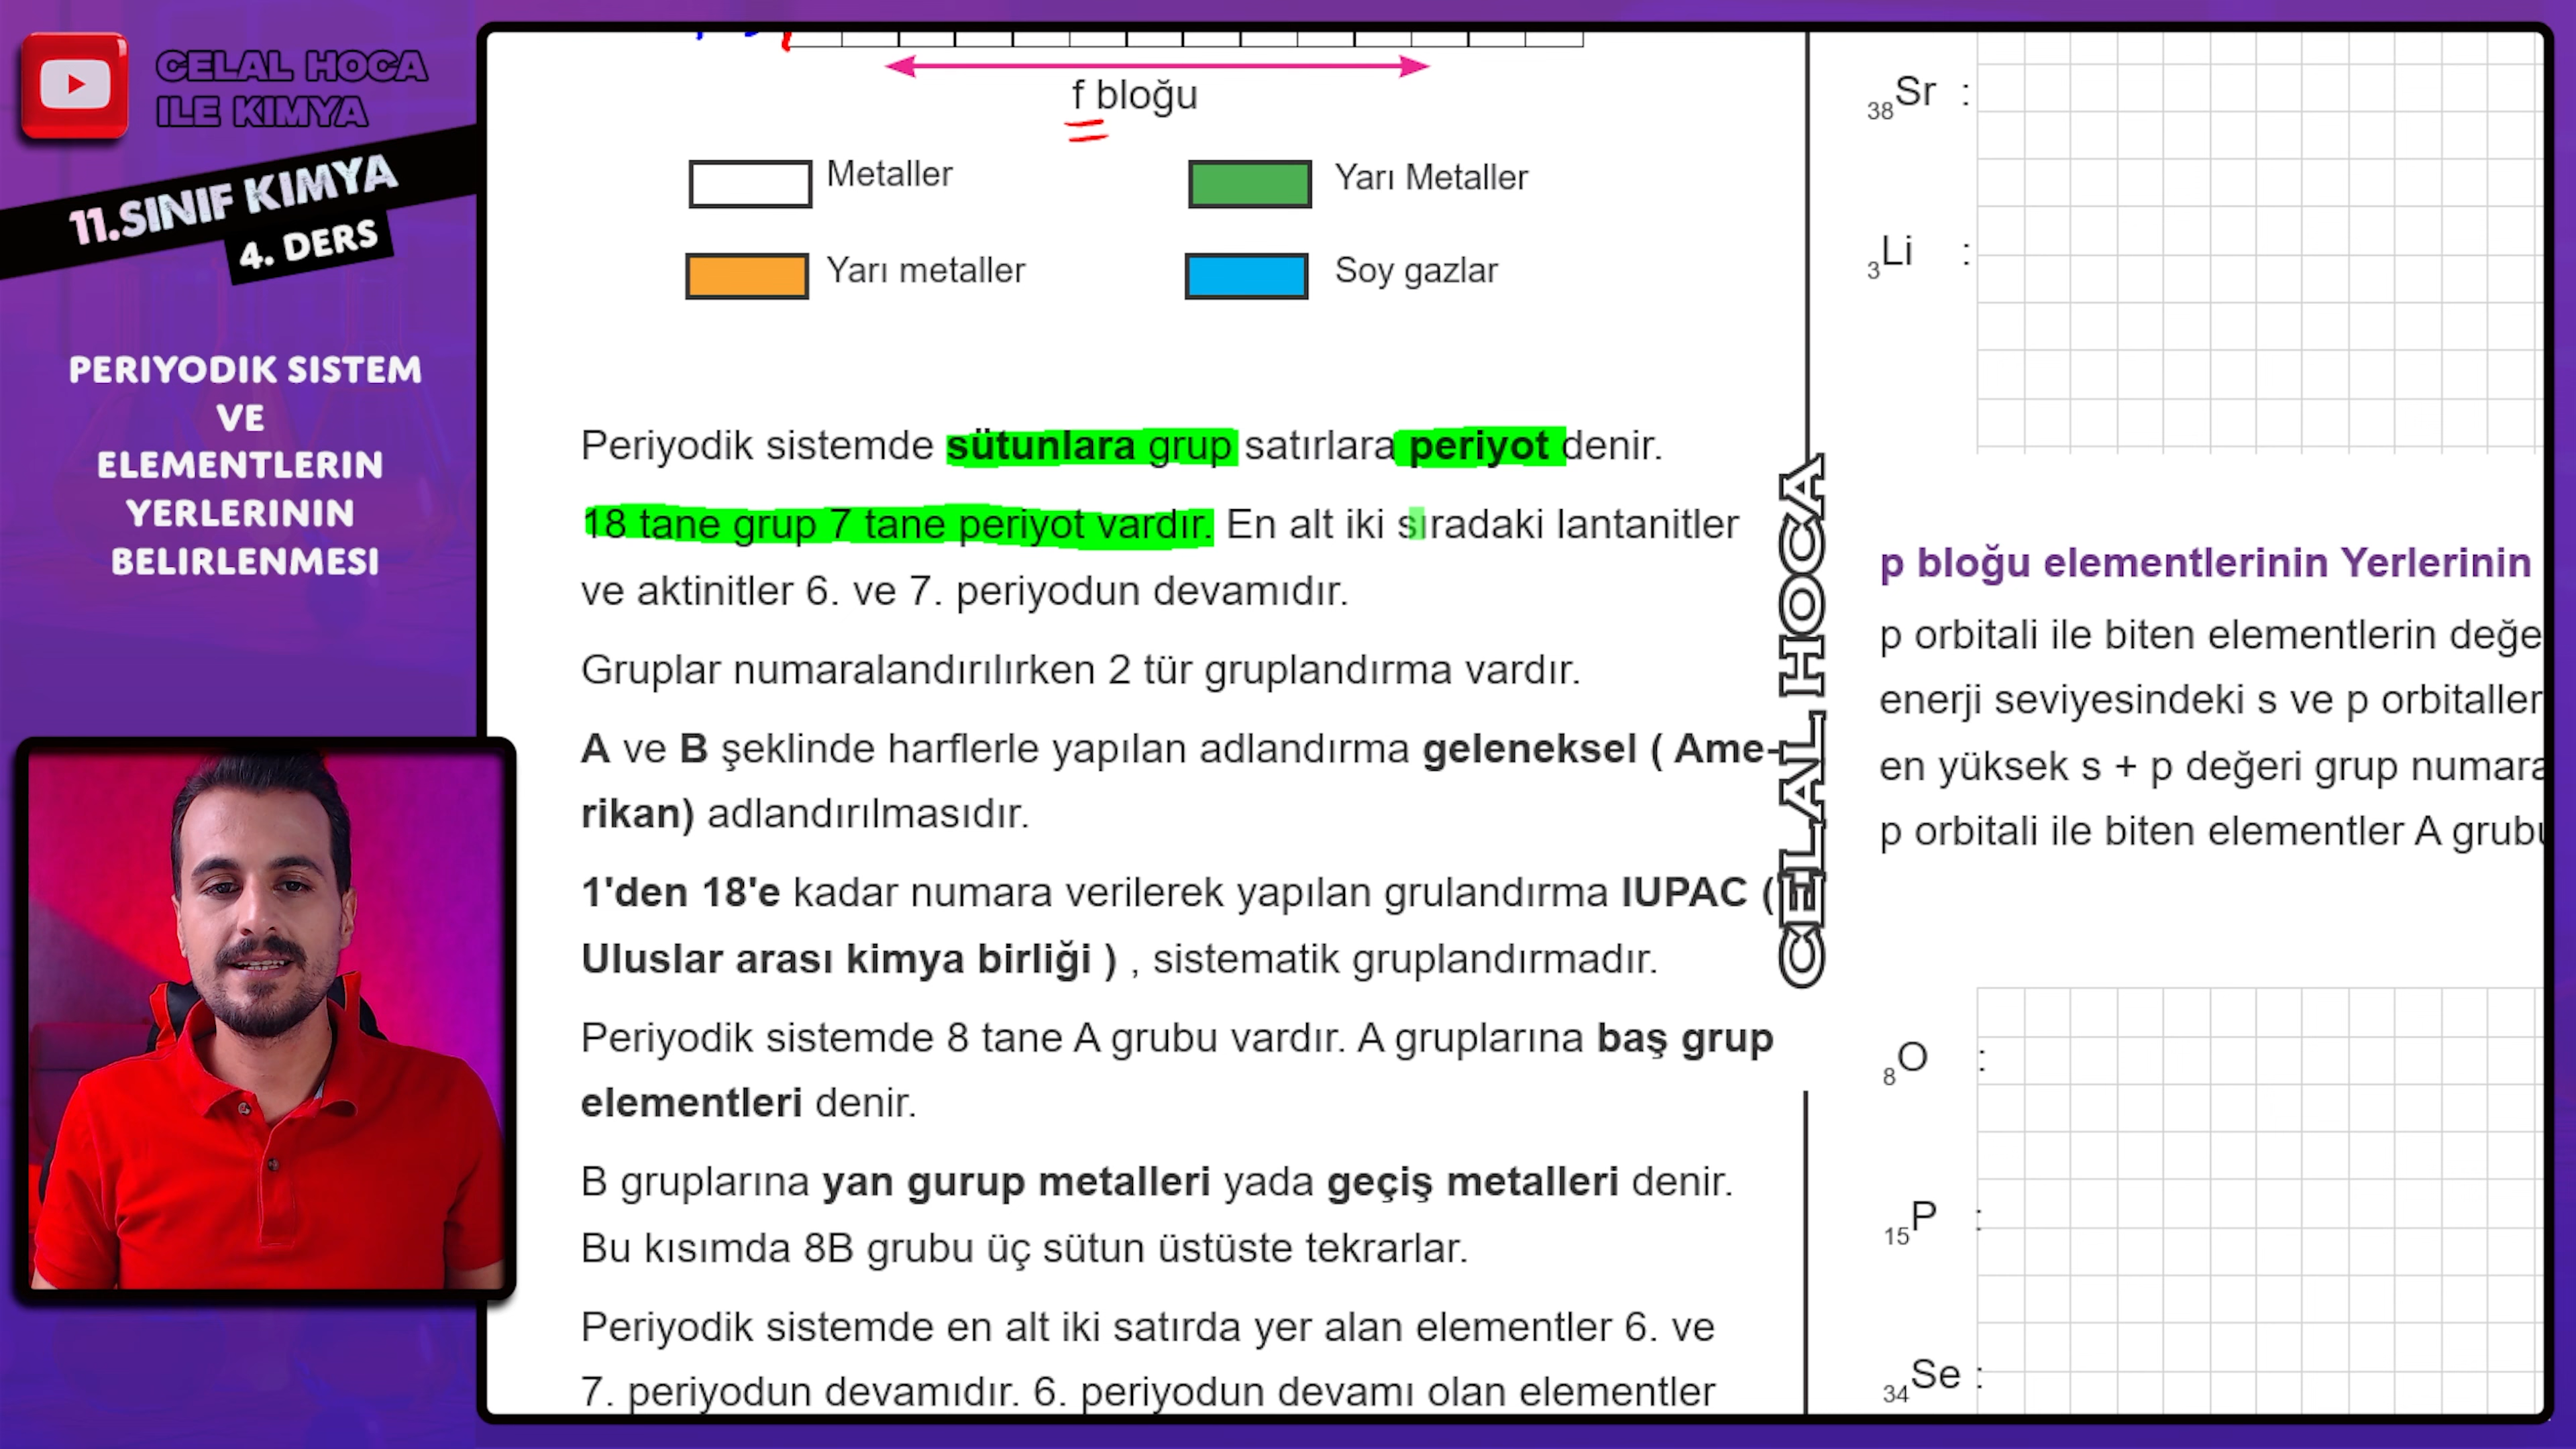 CELAL HOCA
ILE KIMYA
11.SINIF KIMYA
4. DERS
PERIYODIK SISTEM
VE
ELEMENTLERIN
YERLERININ
BELIRLENMESI
f bloğu
Metaller
Yarı Metaller
Yarı metaller
Soy gazlar
Periyodik sistemde sütunlara grup satırlara periyot denir.
18 tane grup 7 tane periyot vardır. En alt iki sıradaki lantanitler
ve aktinitler 6. ve 7. periyodun devamıdır.
Gruplar numaralandırılırken 2 tür gruplandırma vardır.
A ve B şeklinde harflerle yapılan adlandırma geleneksel ( Ame-
rikan) adlandırılmasıdır.
1'den 18'e kadar numara verilerek yapılan grulandırma IUPAC (
Uluslar arası kimya birliği ) , sistematik gruplandırmadır.
Periyodik sistemde 8 tane A grubu vardır. A gruplarına baş grup
elementleri denir.
B gruplarına yan gurup metalleri yada geçiş metalleri denir.
Bu kısımda 8B grubu üç sütun üstüste tekrarlar.
Periyodik sistemde en alt iki satırda yer alan elementler 6. ve
7. periyodun devamıdır. 6. periyodun devamı olan elementler
CELAL HOCA
38Sr :
3Li :
p bloğu elementlerinin Yerlerinin
p orbitali ile biten elementlerin değe
enerji seviyesindeki s ve p orbitaller
en yüksek s + p değeri grup numara
p orbitali ile biten elementler A grubu
8O :
15P :
34Se :